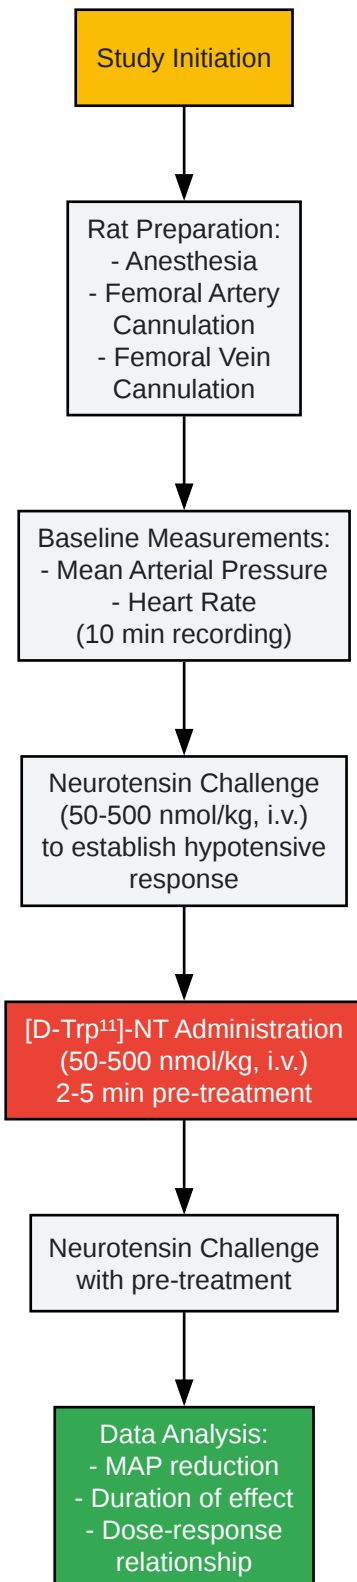 Study Initiation
Rat Preparation:
- Anesthesia
- Femoral Artery
Cannulation
- Femoral Vein
Cannulation
Baseline Measurements:
- Mean Arterial Pressure
- Heart Rate
(10 min recording)
Neurotensin Challenge
(50-500 nmol/kg, i.v.)
to establish hypotensive
response
[D-Trp¹¹]-NT Administration
(50-500 nmol/kg, i.v.)
2-5 min pre-treatment
Neurotensin Challenge
with pre-treatment
Data Analysis:
- MAP reduction
- Duration of effect
- Dose-response
relationship